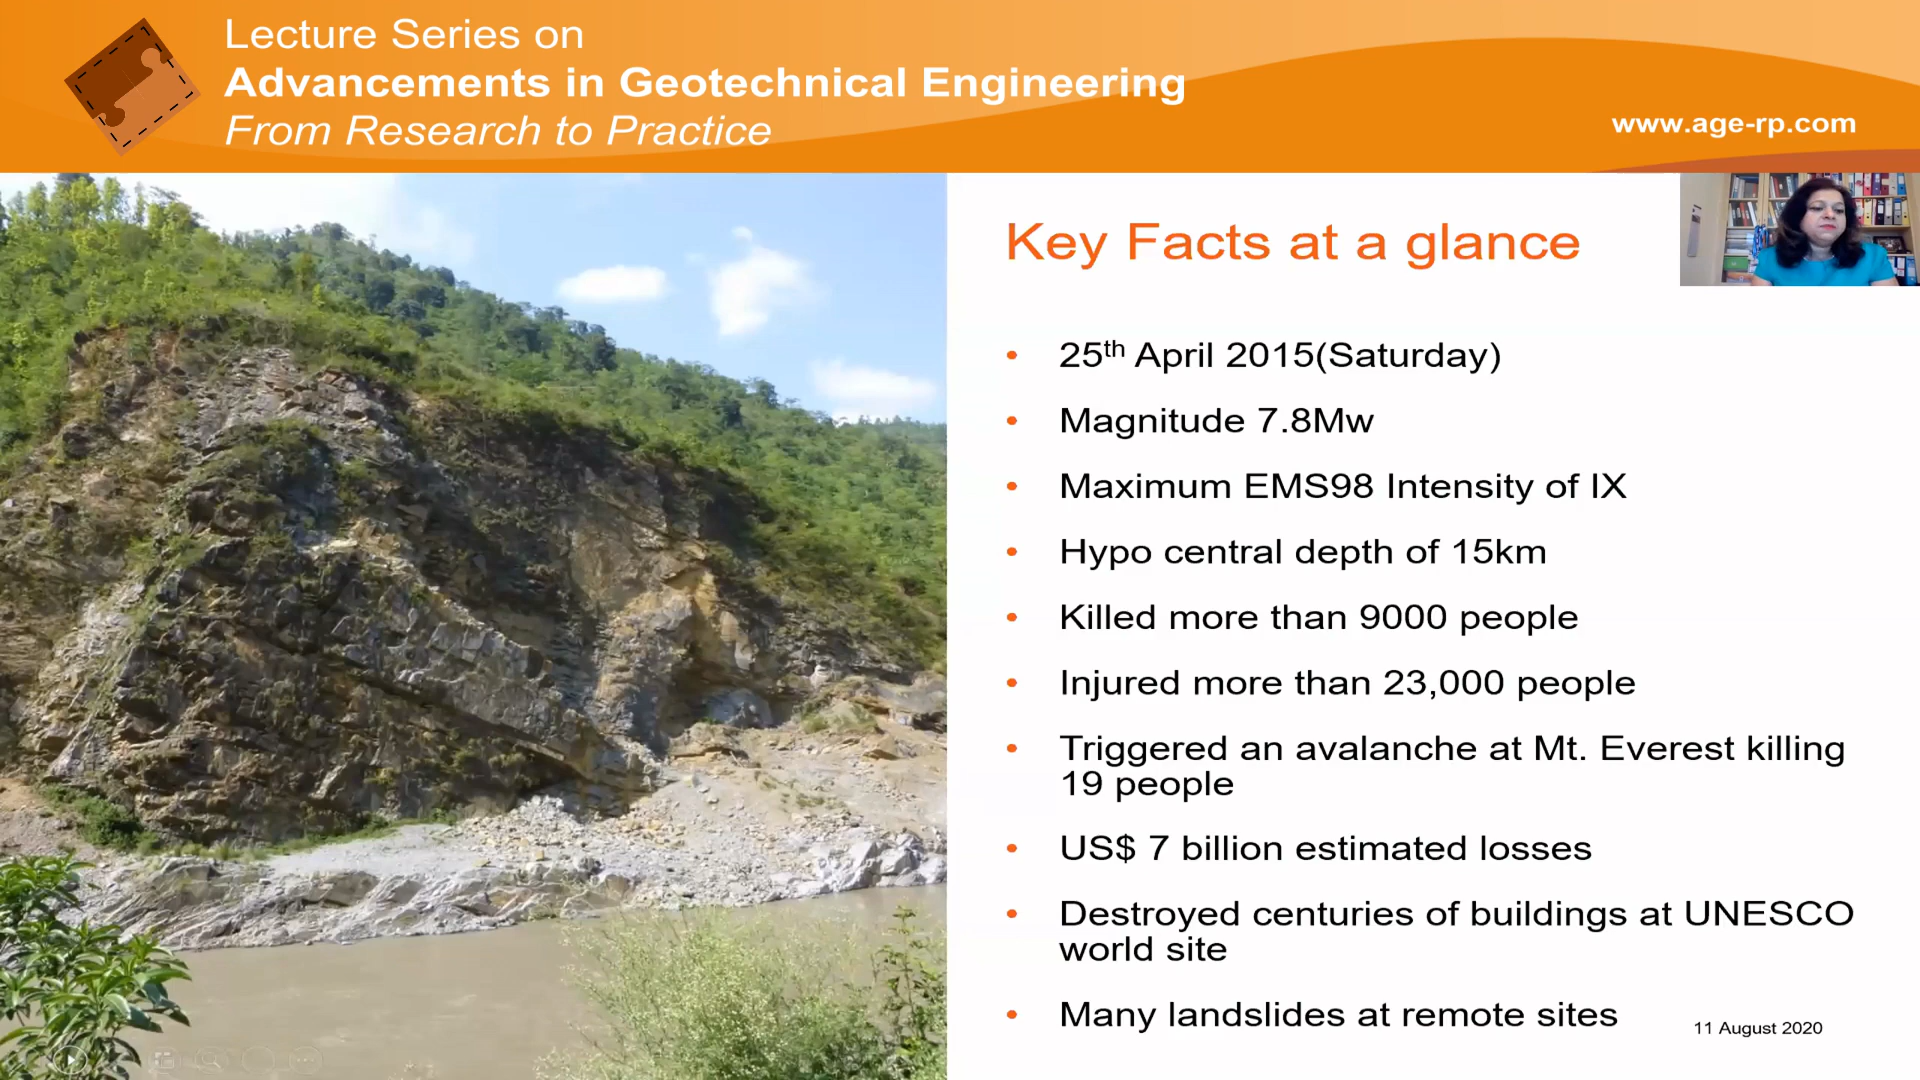 Lecture Series on
Advancements in Geotechnical Engineering
From Research to Practice
www.age-rp.com
Key Facts at a glance
• 25th April 2015(Saturday)
• Magnitude 7.8Mw
• Maximum EMS98 Intensity of IX
• Hypo central depth of 15km
• Killed more than 9000 people
• Injured more than 23,000 people
• Triggered an avalanche at Mt. Everest killing
19 people
• US$ 7 billion estimated losses
• Destroyed centuries of buildings at UNESCO
world site
• Many landslides at remote sites
11 August 2020